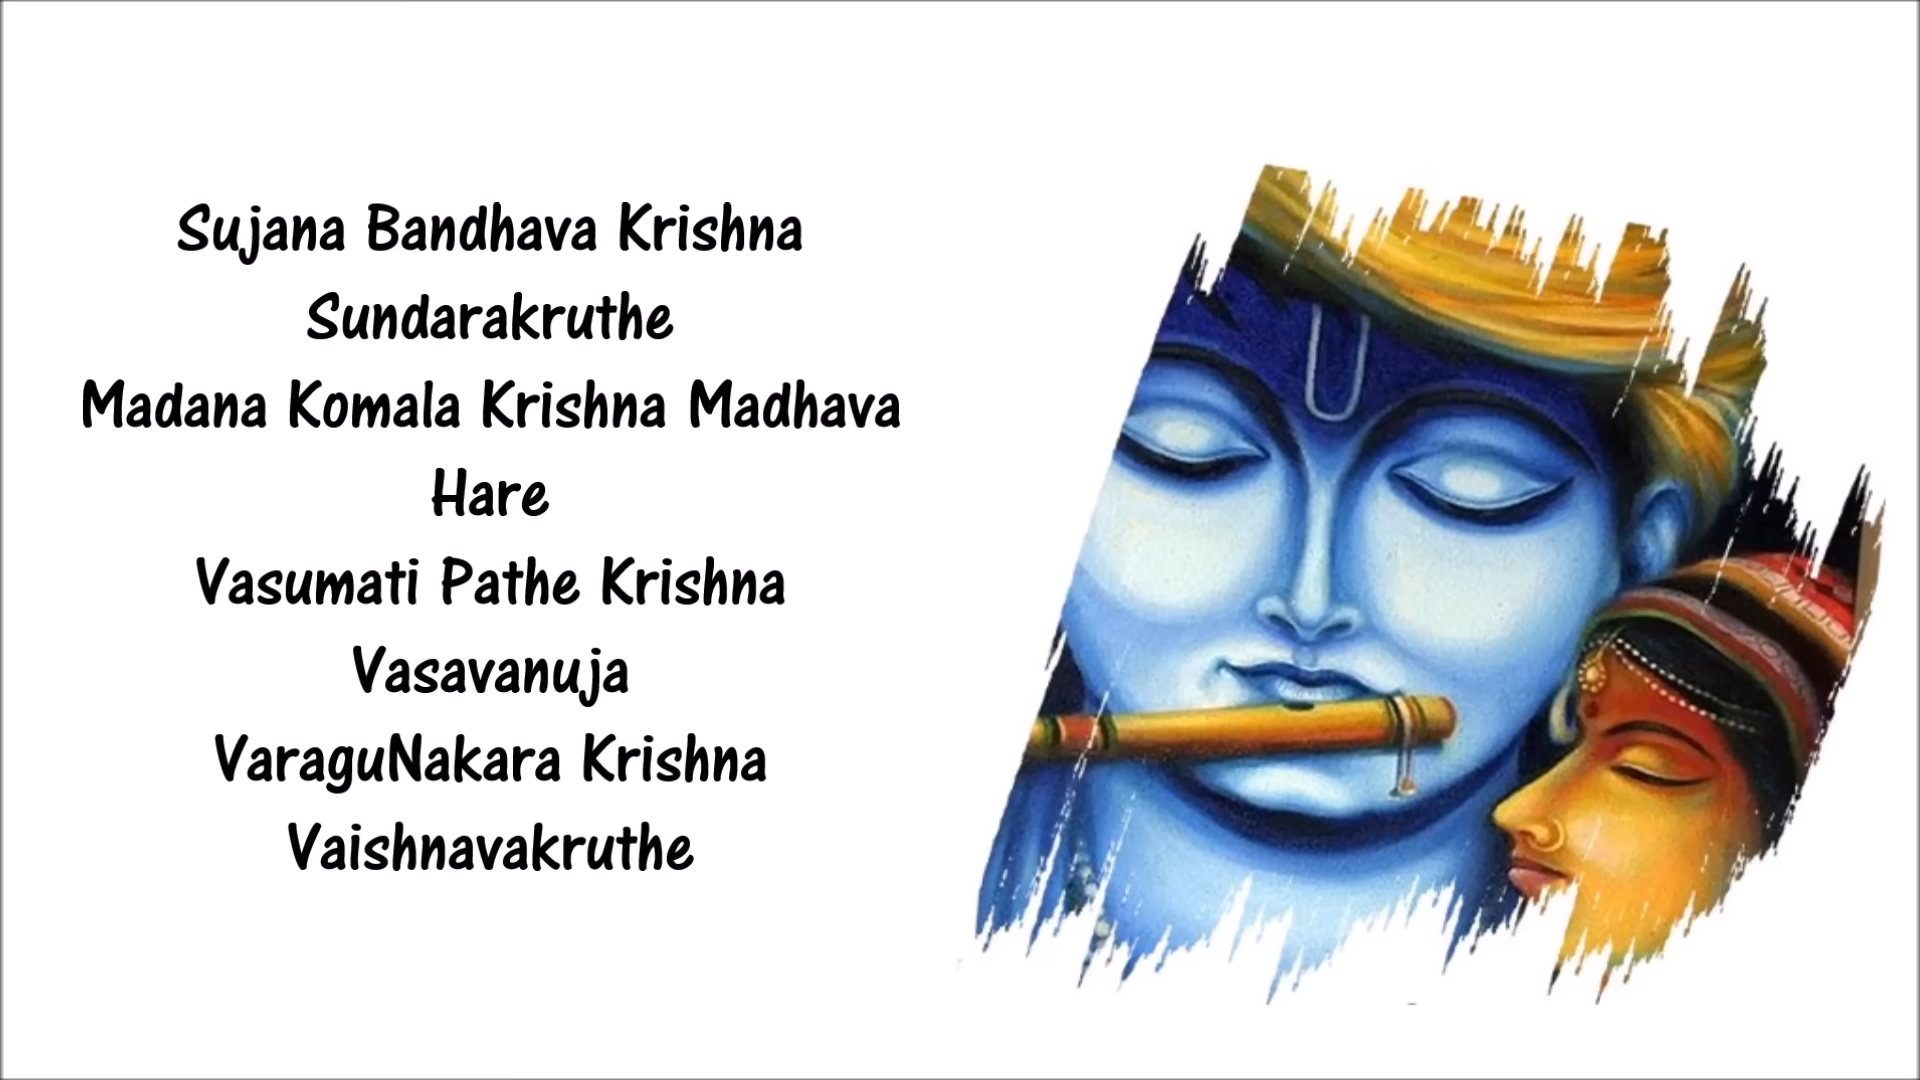 Sujana Bandhava Krishna
Sundarakruthe
Madana Komala Krishna Madhava
Hare
Vasumati Pathe Krishna
Vasavanuja
VaraguNakara Krishna
Vaishnavakruthe